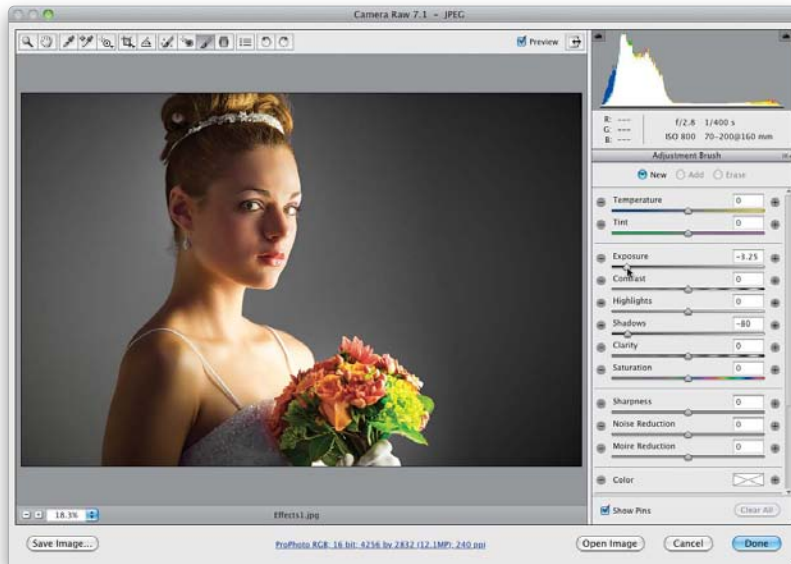 Camera Raw 7.1 – JPEG
Preview
R: ---
G: ---
B: ---
f/2.8 1/400 s
ISO 800 70-200@160 mm
Adjustment Brush
New Add Erase
Temperature 0
Tint 0
Exposure -3.25
Contrast 0
Highlights 0
Shadows -80
Clarity 0
Saturation 0
Sharpness 0
Noise Reduction 0
Moire Reduction 0
Color
18.3% Effects1.jpg
Show Pins Clear All
Save Image... ProPhoto RGB; 16 bit; 4256 by 2832 (12.1MP); 240 ppi Open Image Cancel Done